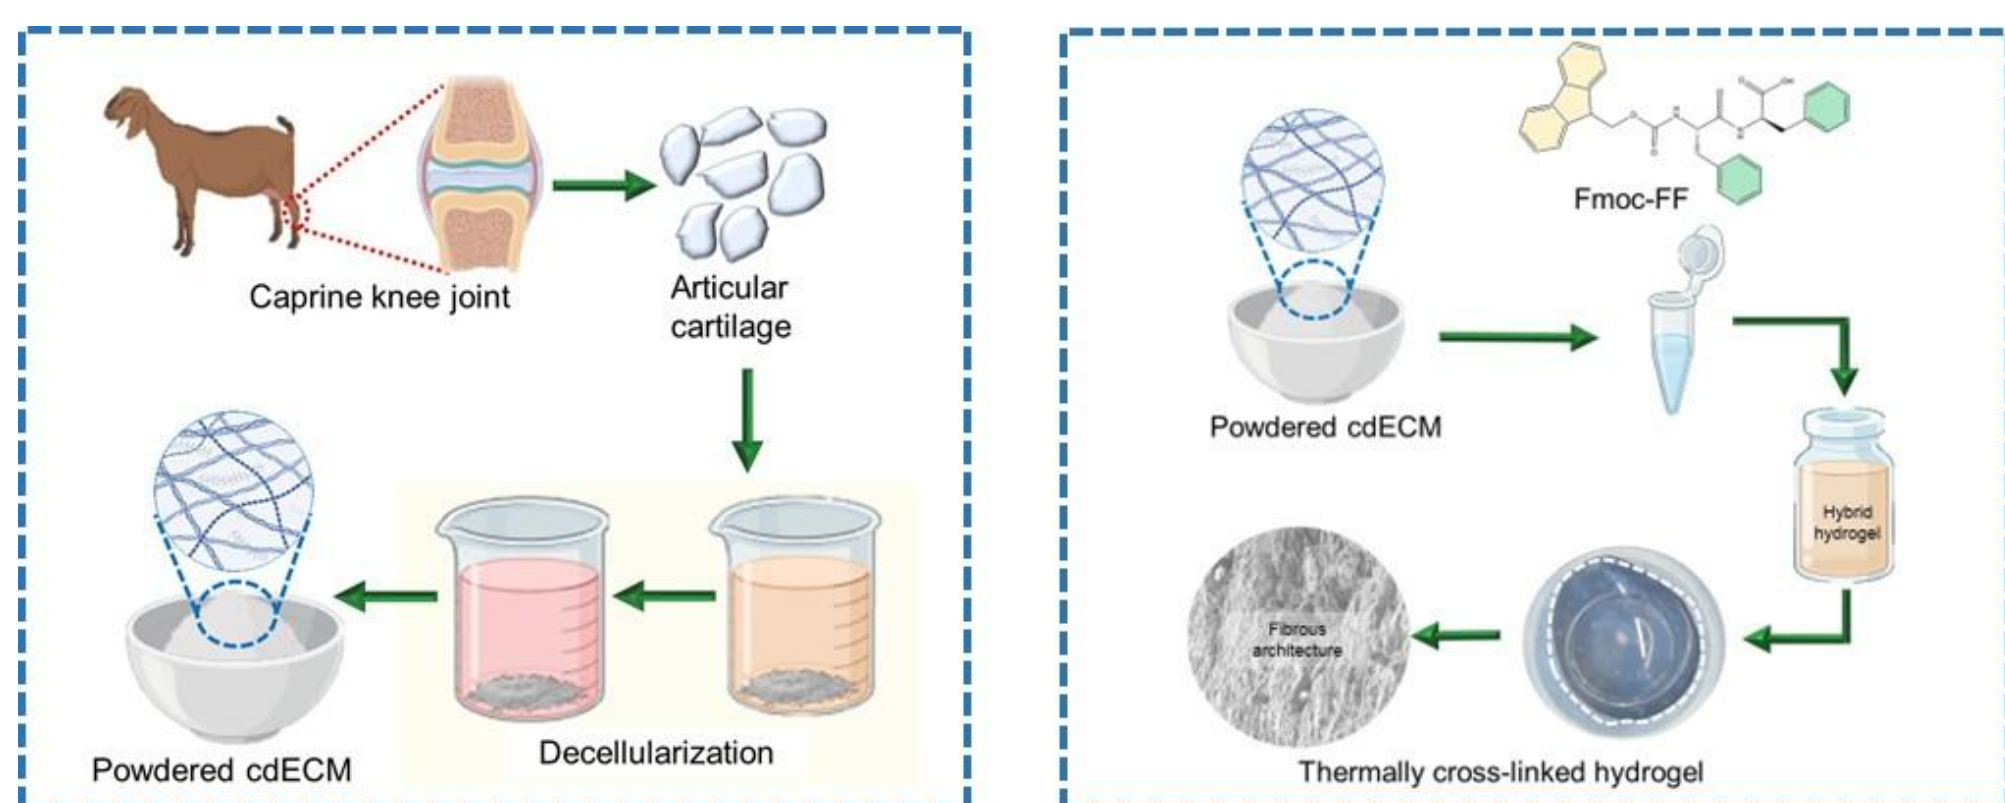 Caprine knee joint
Articular
cartilage
Decellularization
Powdered cdECM
Fmoc-FF
Powdered cdECM
Hybrid
hydrogel
Fibrous
architecture
Thermally cross-linked hydrogel